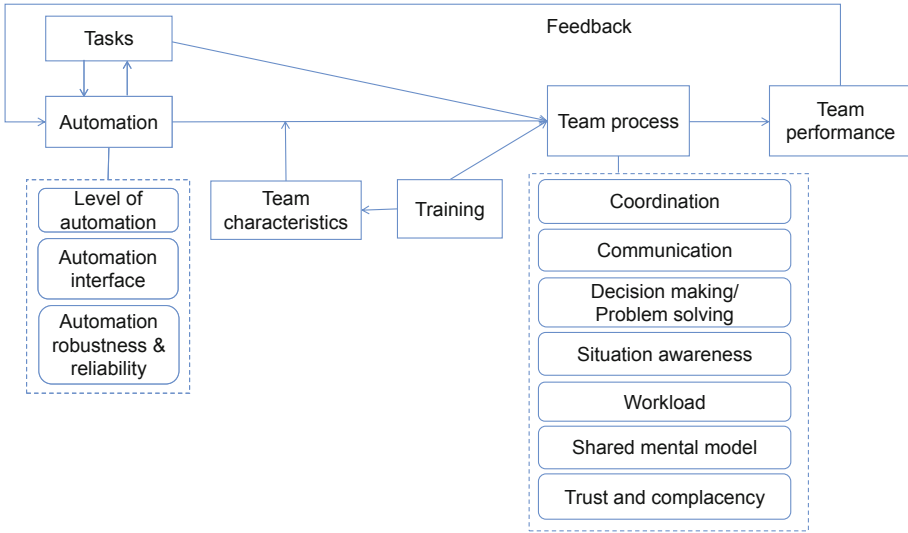 Feedback
Tasks
Automation
Team process
Team
performance
Team
characteristics
Training
Level of
automation
Automation
interface
Automation
robustness &
reliability
Coordination
Communication
Decision making/
Problem solving
Situation awareness
Workload
Shared mental model
Trust and complacency